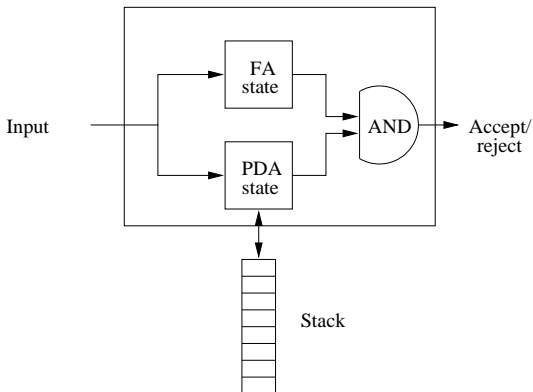 FA
state
Input
AND
Accept/
reject
PDA
state
Stack